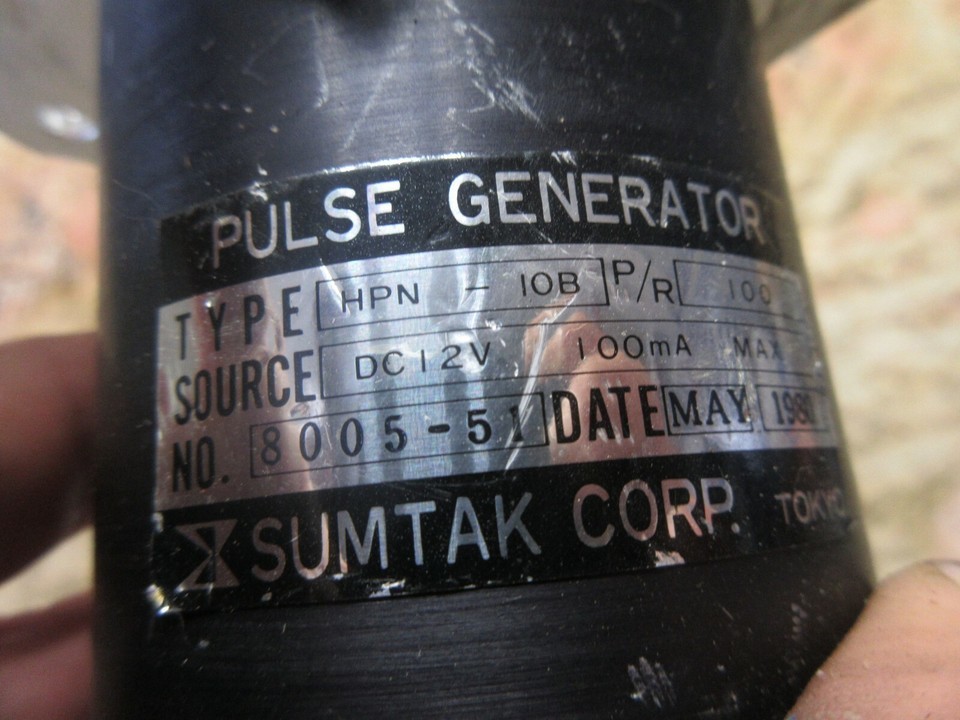 PULSE GENERATOR
TYPE HPN - 10B P/R 100
SOURCE DC12V 100mA MAX
NO. 8005-51 DATE MAY 1980
SUMTAK CORP. TOKYO